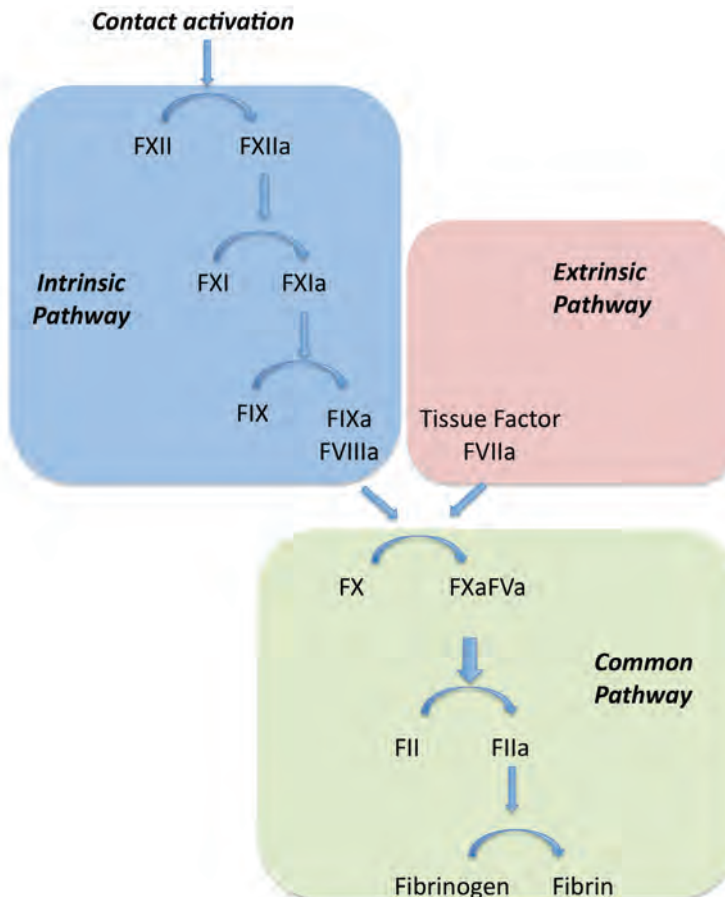 Contact activation
FXII FXIIa
Intrinsic
Pathway
FXI FXIa
Extrinsic
Pathway
FIX FIXa
FVIIIa
Tissue Factor
FVIIa
FX FXaFVa
Common
Pathway
FII FIIa
Fibrinogen Fibrin